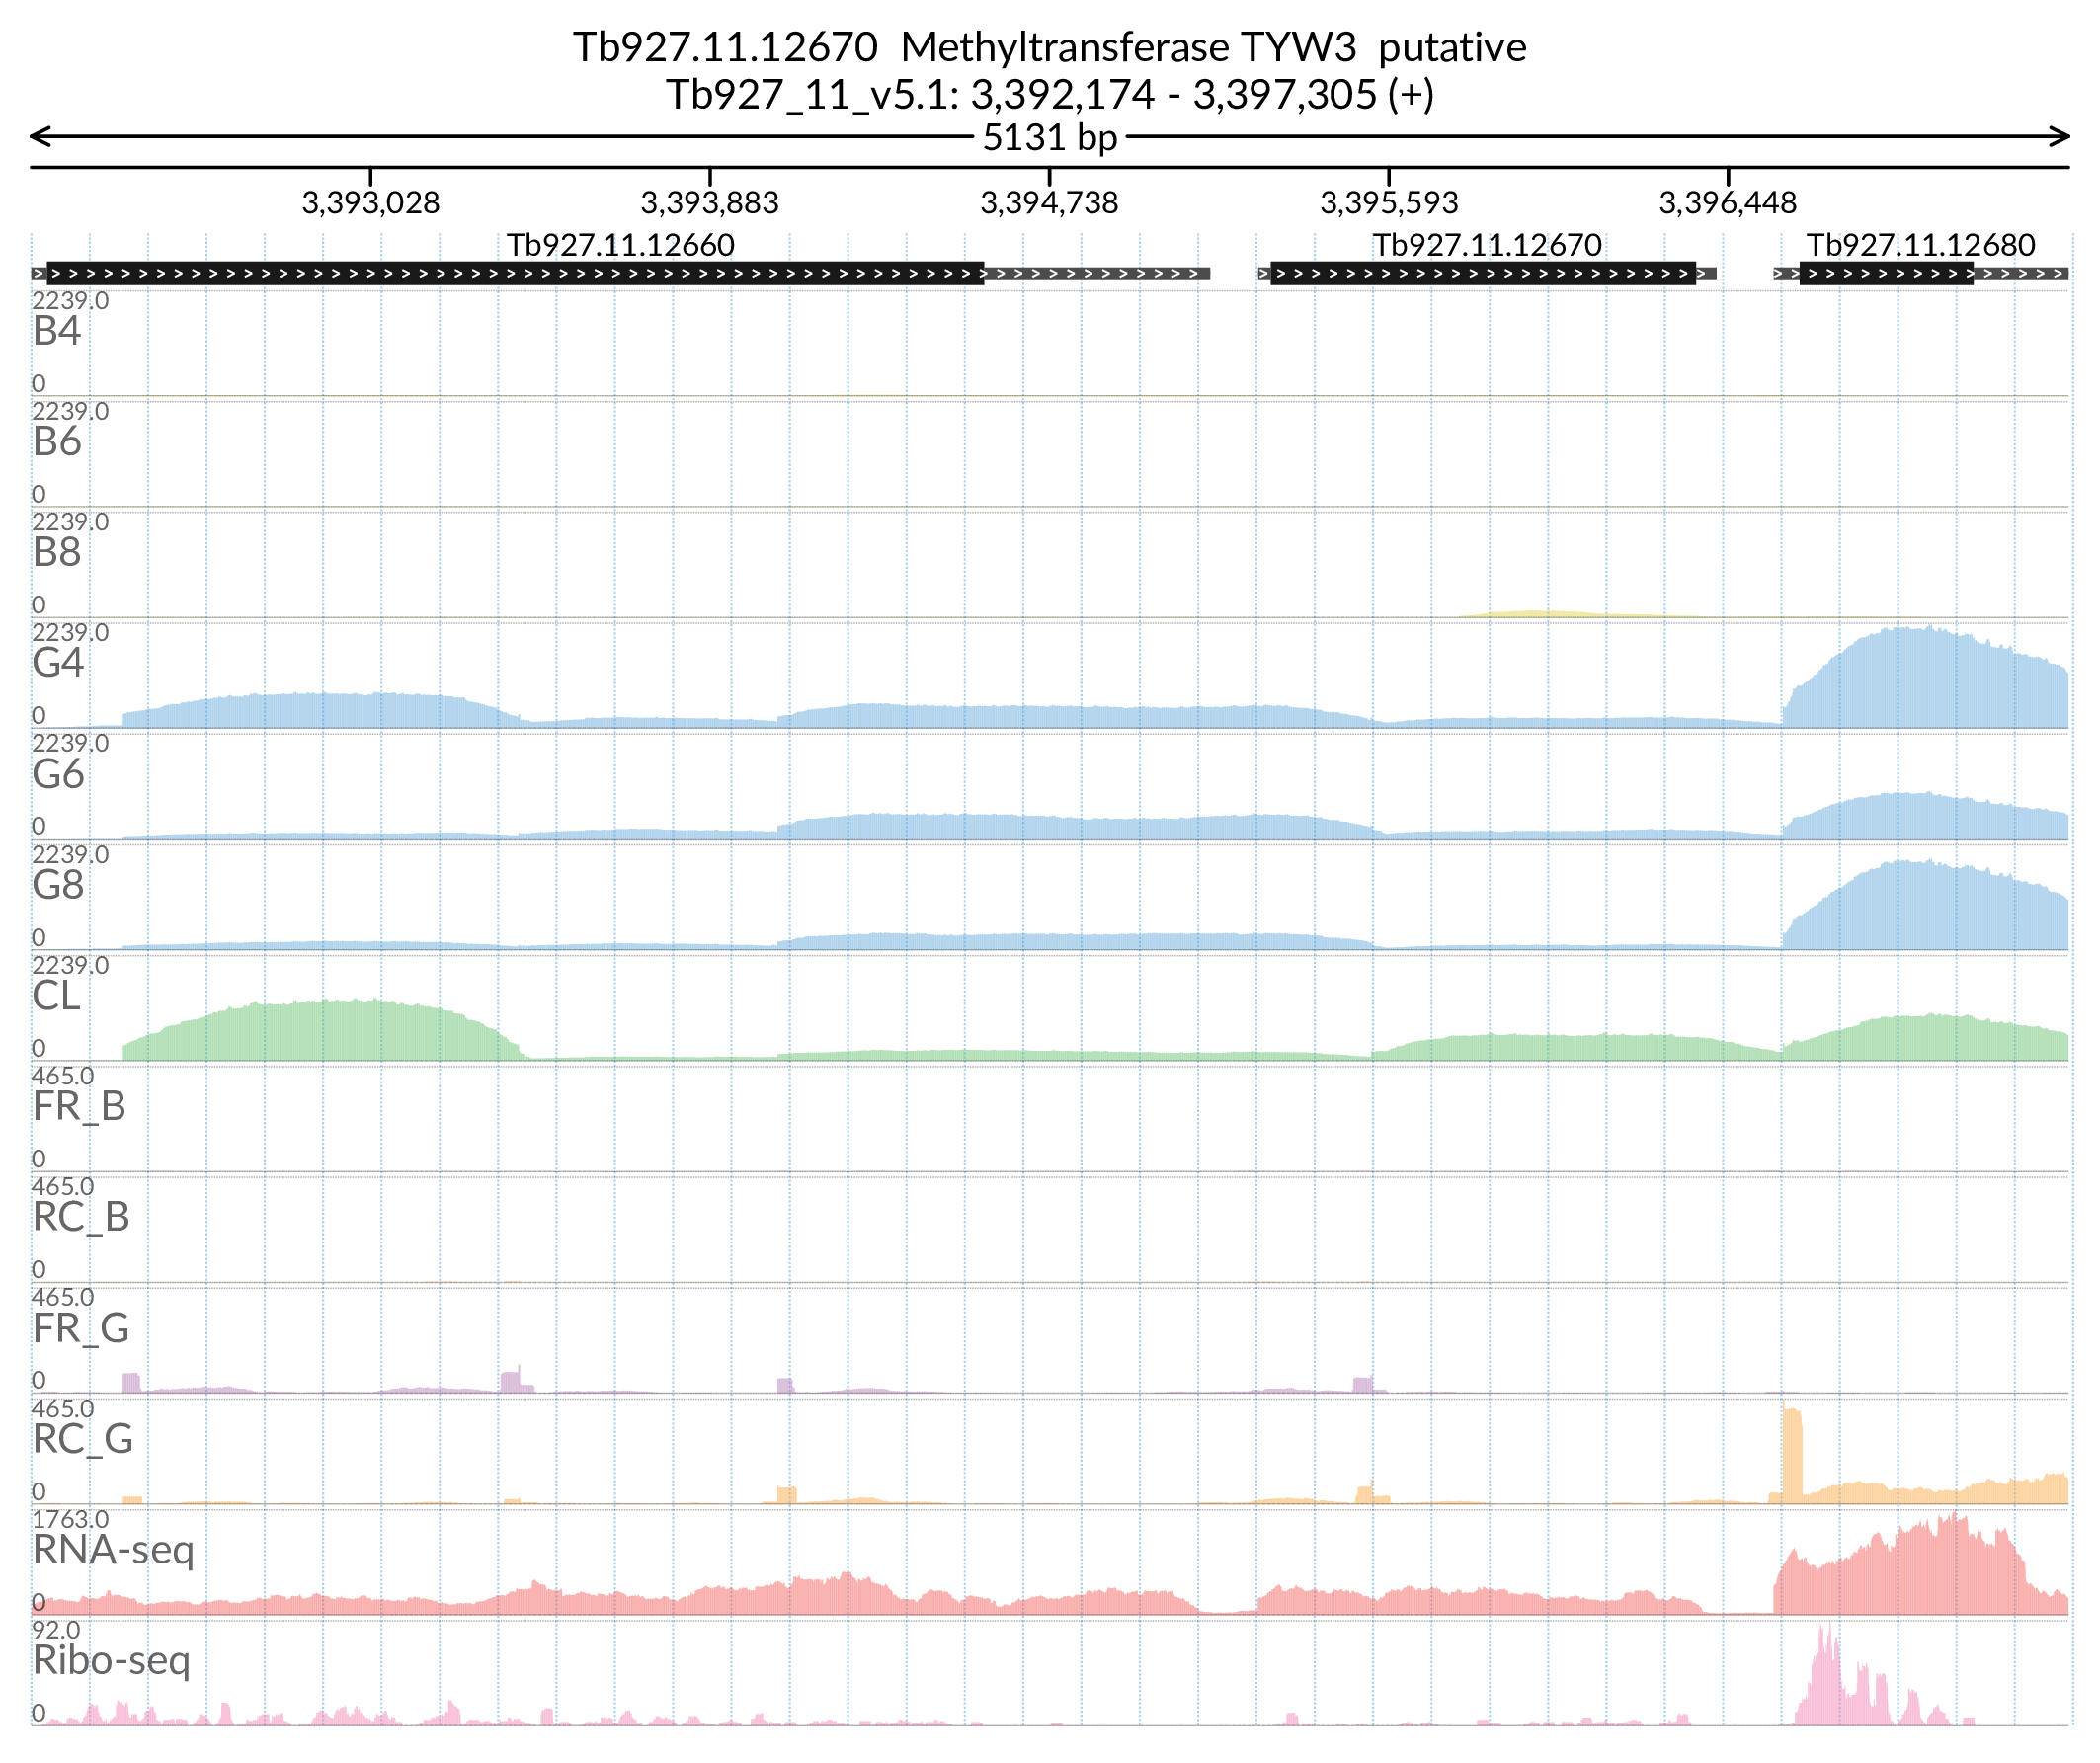 Tb927.11.12670 Methyltransferase TYW3 putative
Tb927_11_v5.1: 3,392,174 - 3,397,305 (+)
5131 bp
3,393,028 3,393,883 3,394,738 3,395,593 3,396,448
Tb927.11.12660 Tb927.11.12670 Tb927.11.12680
2239.0
B4
0
2239.0
B6
0
2239.0
B8
0
2239.0
G4
0
2239.0
G6
0
2239.0
G8
0
2239.0
CL
0
465.0
FR_B
0
465.0
RC_B
0
465.0
FR_G
0
465.0
RC_G
0
1763.0
RNA-seq
0
92.0
Ribo-seq
0